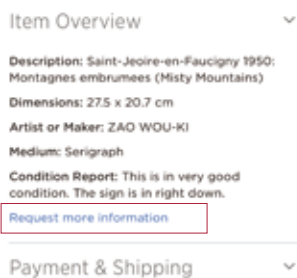 Item Overview
Description: Saint-Jeoire-en-Faucigny 1950:
Montagnes embrumees (Misty Mountains)
Dimensions: 27.5 x 20.7 cm
Artist or Maker: ZAO WOU-KI
Medium: Serigraph
Condition Report: This is in very good
condition. The sign is in right down.
Request more information
Payment & Shipping